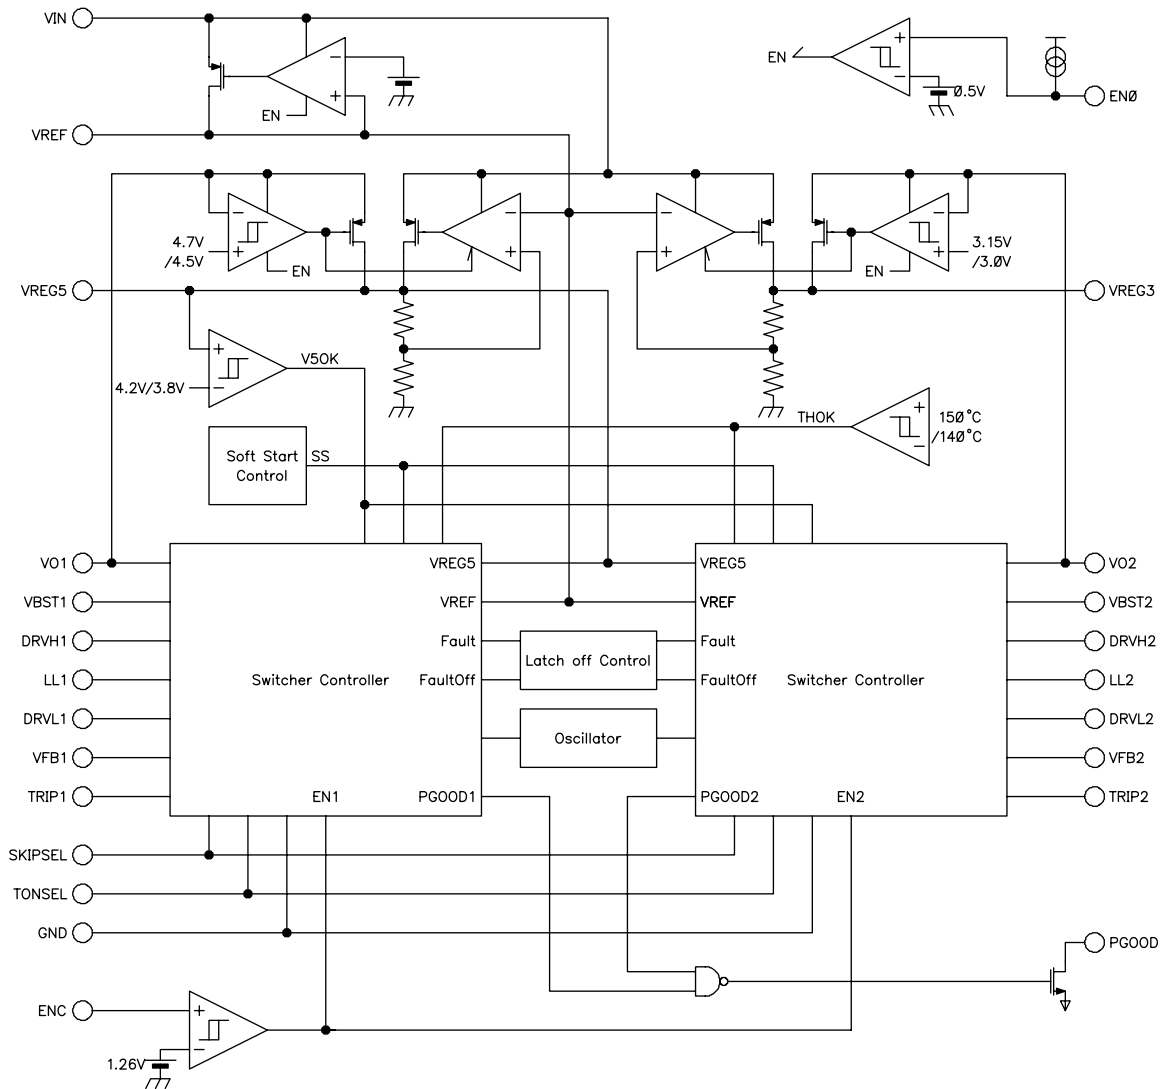 VIN
EN
+
−
0.5V
EN0
−
+
EN
VREF
−
+
4.7V
/4.5V
EN
−
+
−
+
−
+
3.15V
/3.0V
EN
VREG5
VREG3
+
−
4.2V/3.8V
V5OK
THOK
+
−
150°C
/140°C
Soft Start
Control
SS
VO1
VREG5
VREG5
VO2
VBST1
VREF
VREF
VBST2
DRVH1
Fault
Latch off Control
Fault
DRVH2
LL1
Switcher Controller
FaultOff
FaultOff
Switcher Controller
LL2
DRVL1
Oscillator
DRVL2
VFB1
VFB2
TRIP1
EN1
PGOOD1
PGOOD2
EN2
TRIP2
SKIPSEL
TONSEL
GND
PGOOD
ENC
+
−
1.26V